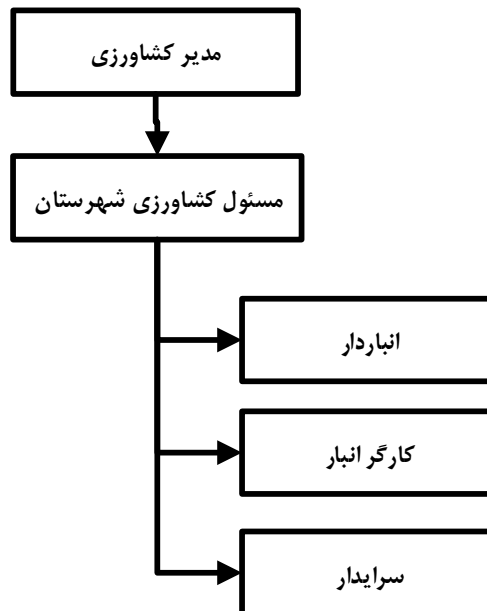 مدیر کشاورزی
مسئول کشاورزی شهرستان
انباردار
کارگر انبار
سرایدار